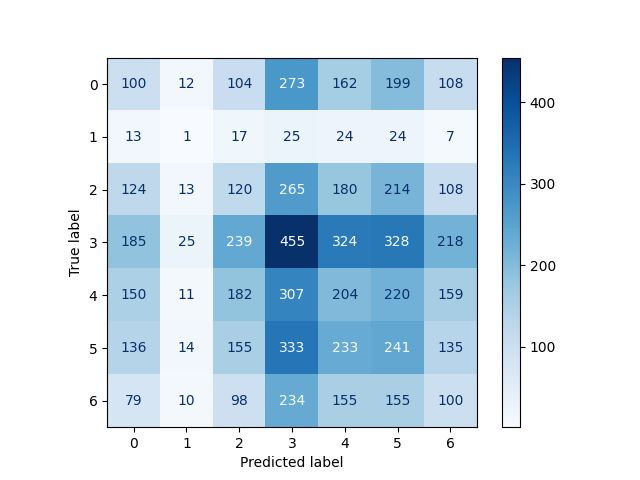 0 100 12 104 273 162 199 108
1 13 1 17 25 24 24 7
2 124 13 120 265 180 214 108
3 185 25 239 455 324 328 218
4 150 11 182 307 204 220 159
5 136 14 155 333 233 241 135
6 79 10 98 234 155 155 100
0 1 2 3 4 5 6
True label
Predicted label
400
300
200
100